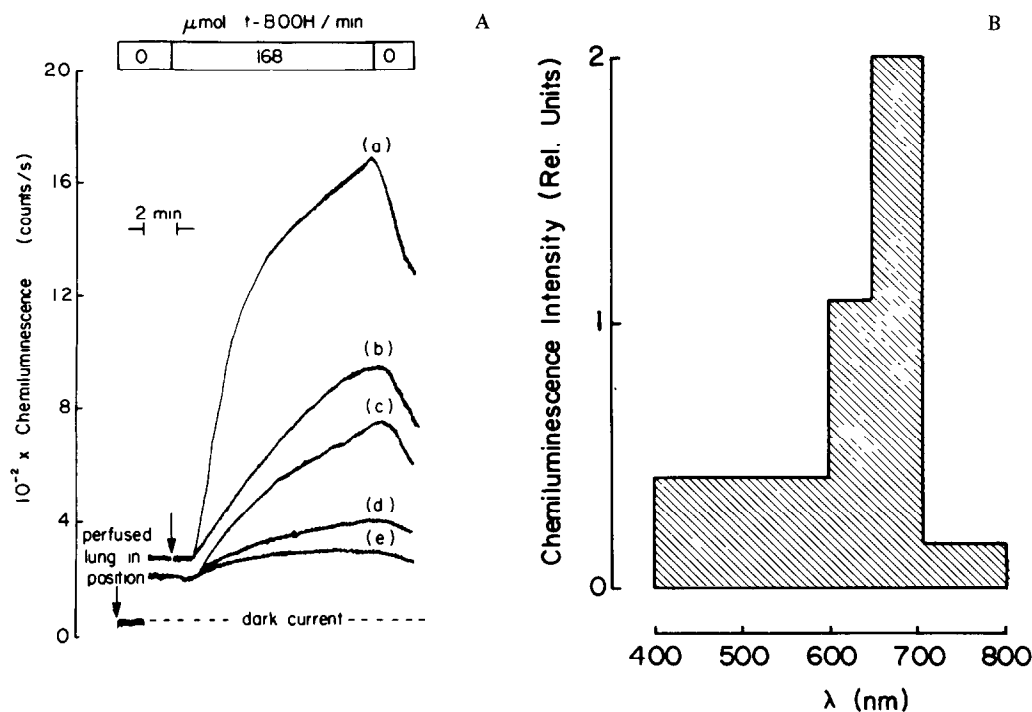 A
μmol t-BOOH / min
0 168 0
20
16
12
8
4
0
10⁻² x Chemiluminescence (counts/s)
2 min
(a)
(b)
(c)
(d)
(e)
perfused
lung in
position
dark current
B
Chemiluminescence Intensity (Rel. Units)
2
1
0
400 500 600 700 800
λ (nm)